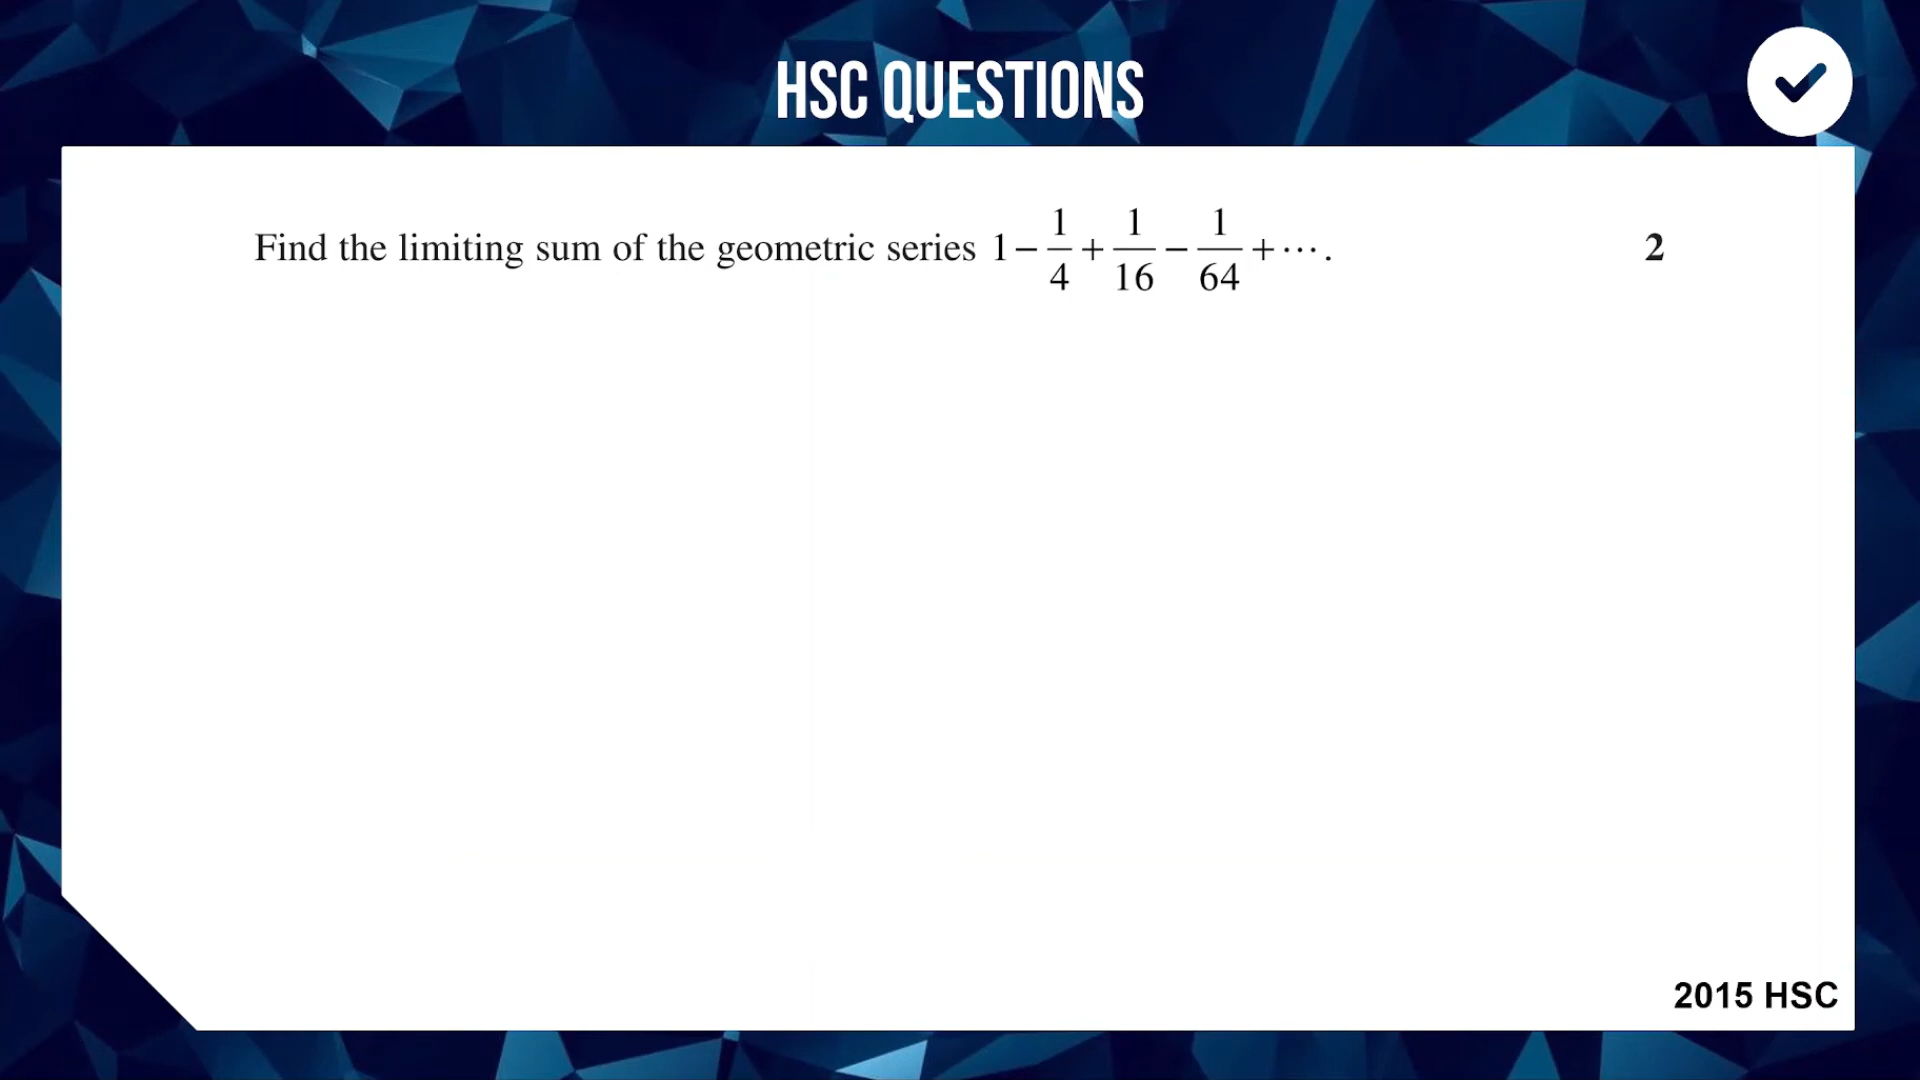 HSC QUESTIONS
Find the limiting sum of the geometric series 1 − 1/4 + 1/16 − 1/64 + ⋯ . 2
2015 HSC